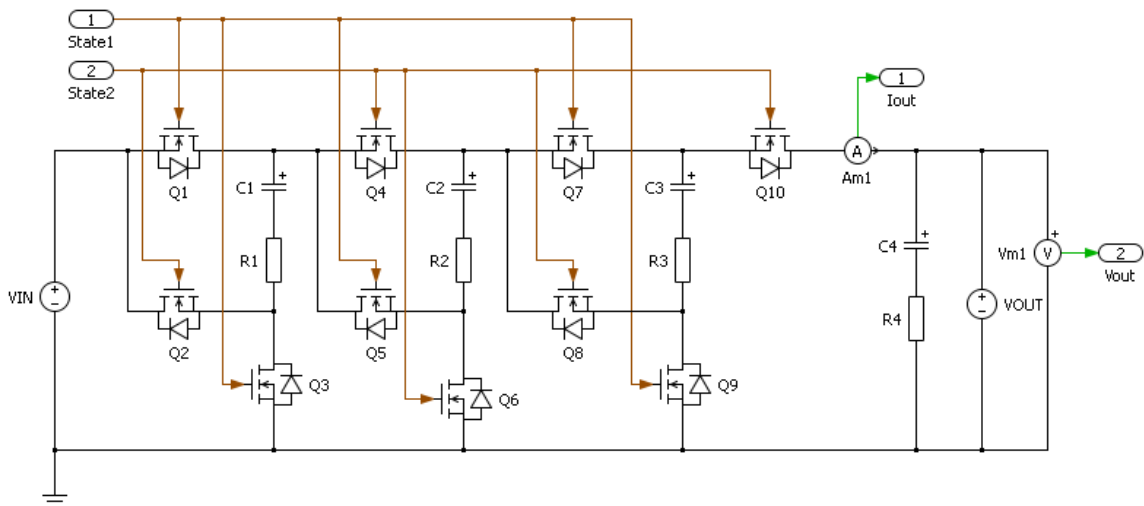 1
State1
2
State2
1
Iout
A
Am1
Q1
Q4
Q7
Q10
C1
+
C2
+
C3
+
R1
R2
R3
C4
+
R4
Vm1
+
V
2
Vout
VIN
+
-
Q2
Q5
Q8
VOUT
+
-
Q3
Q6
Q9